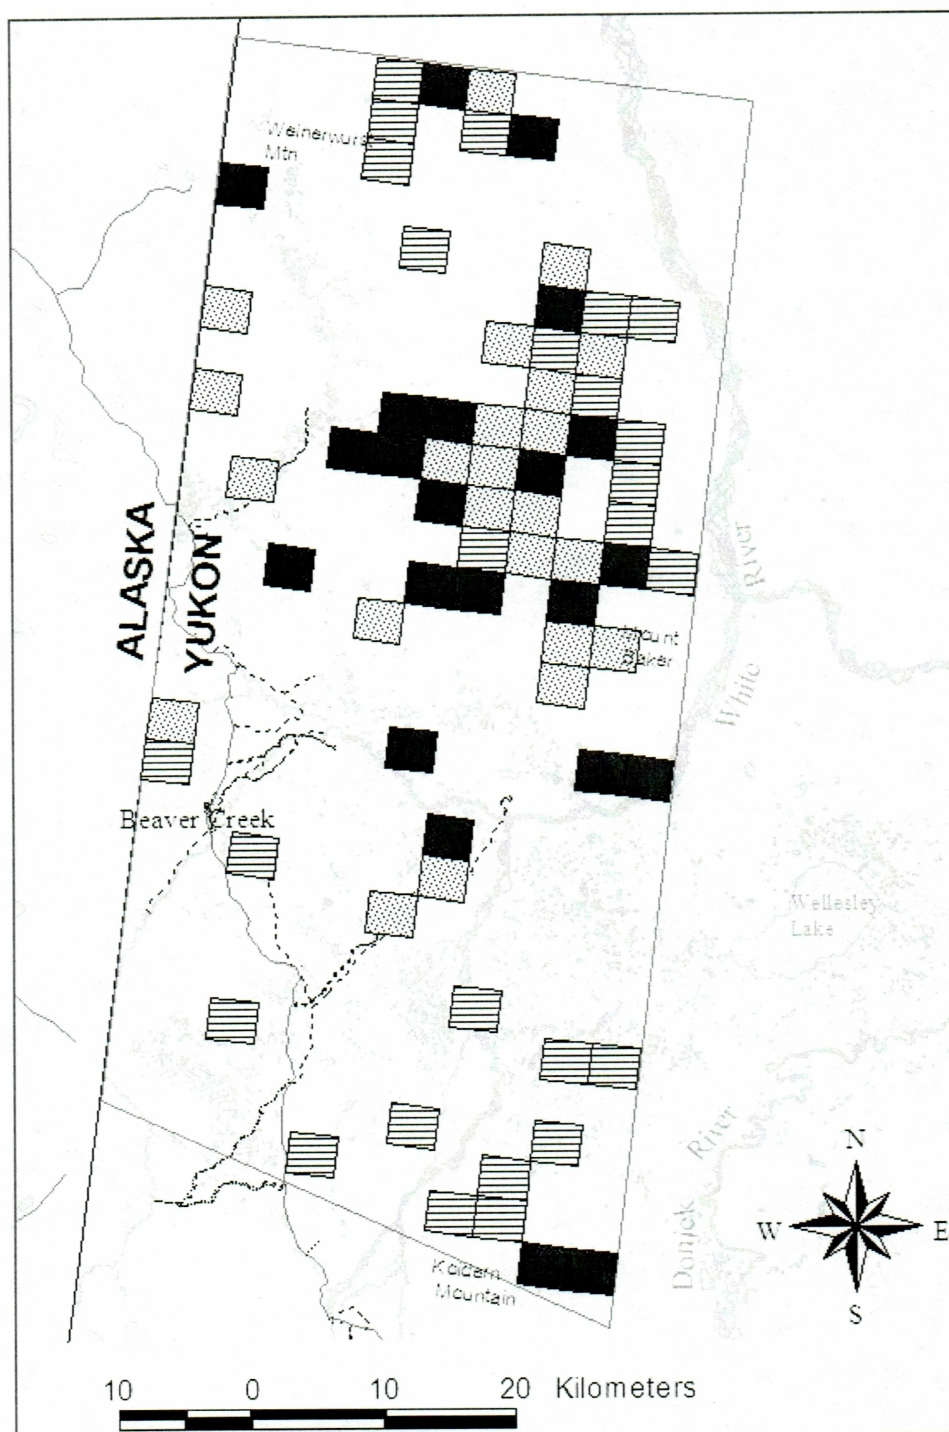 Weinerwurst
Mtn
ALASKA
YUKON
River
Mount
Baker
White
Beaver Creek
Wellesley
Lake
River
Donjek
N
W E
S
Koidern
Mountain
10 0 10 20 Kilometers